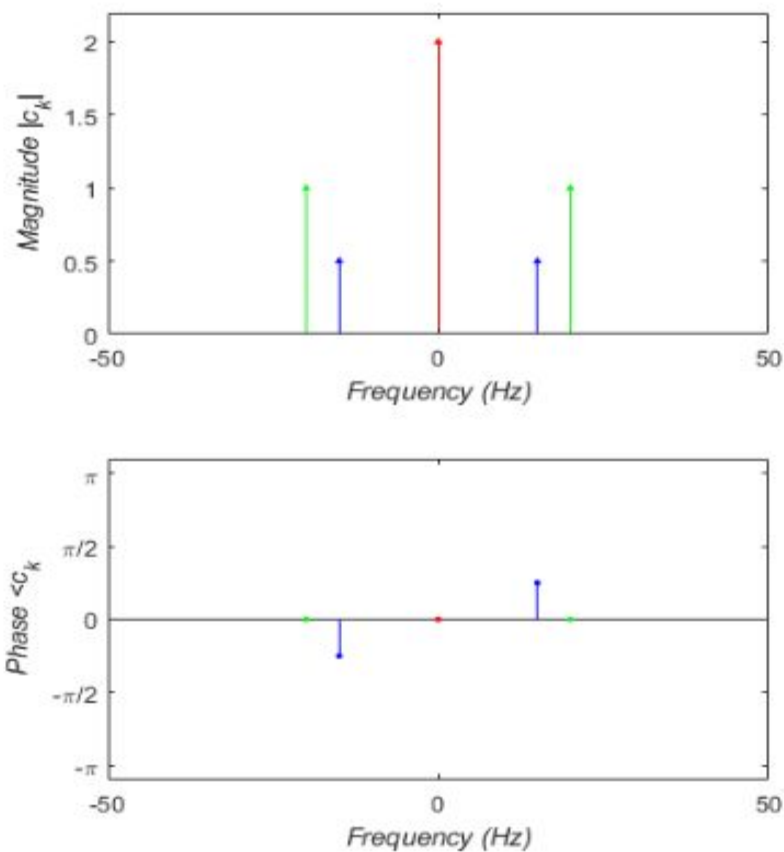 2
1.5
1
0.5
0
Magnitude |c_k|
-50 0 50
Frequency (Hz)
π
π/2
0
-π/2
-π
Phase <c_k
-50 0 50
Frequency (Hz)